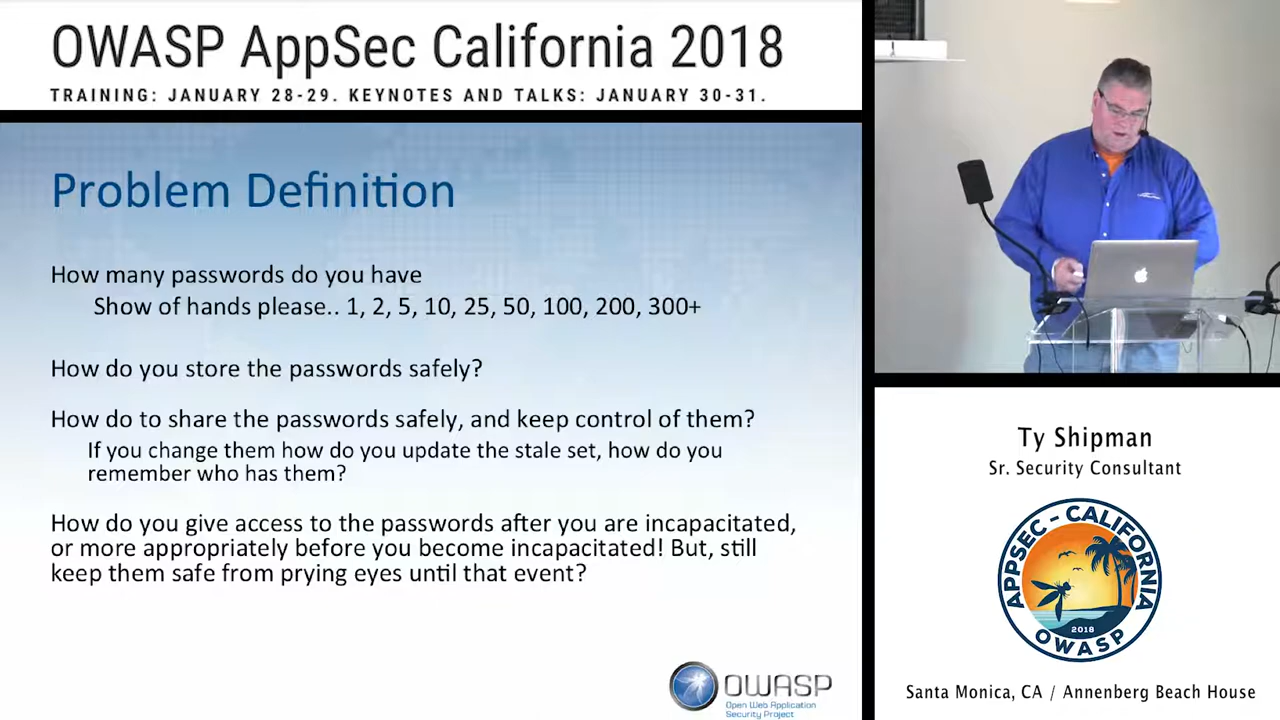 OWASP AppSec California 2018
TRAINING: JANUARY 28-29. KEYNOTES AND TALKS: JANUARY 30-31.
Problem Definition
How many passwords do you have
Show of hands please.. 1, 2, 5, 10, 25, 50, 100, 200, 300+
How do you store the passwords safely?
How do to share the passwords safely, and keep control of them?
If you change them how do you update the stale set, how do you
remember who has them?
How do you give access to the passwords after you are incapacitated,
or more appropriately before you become incapacitated! But, still
keep them safe from prying eyes until that event?
OWASP
Open Web Application
Security Project
Ty Shipman
Sr. Security Consultant
APPSEC - CALIFORNIA
2018
OWASP
Santa Monica, CA / Annenberg Beach House